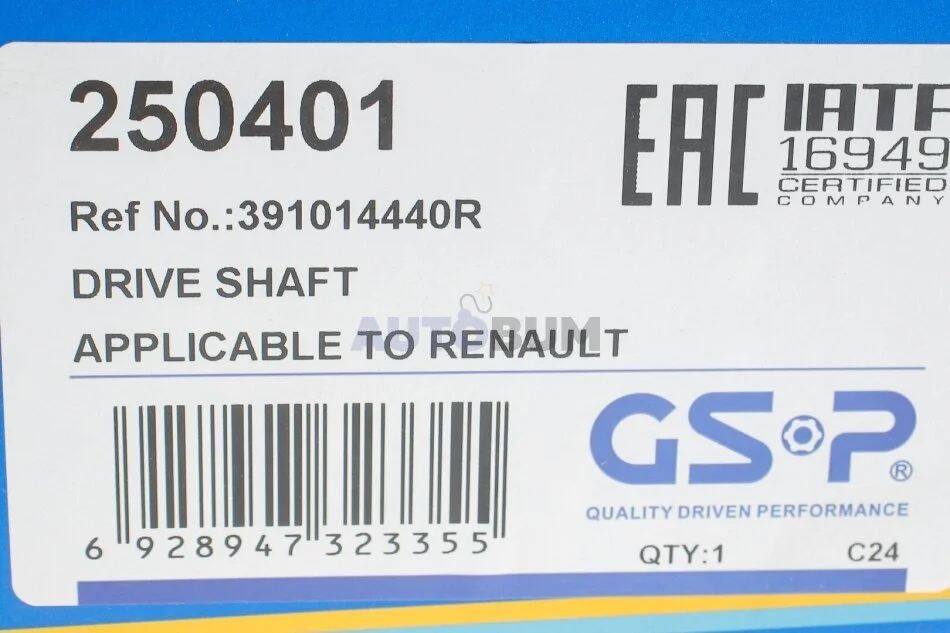 250401
EAC
IATF
16949
CERTIFIED
COMPANY
Ref No.:391014440R
DRIVE SHAFT
AUTOBUM
APPLICABLE TO RENAULT
GSP®
QUALITY DRIVEN PERFORMANCE
6 928947 323355
QTY:1
C24